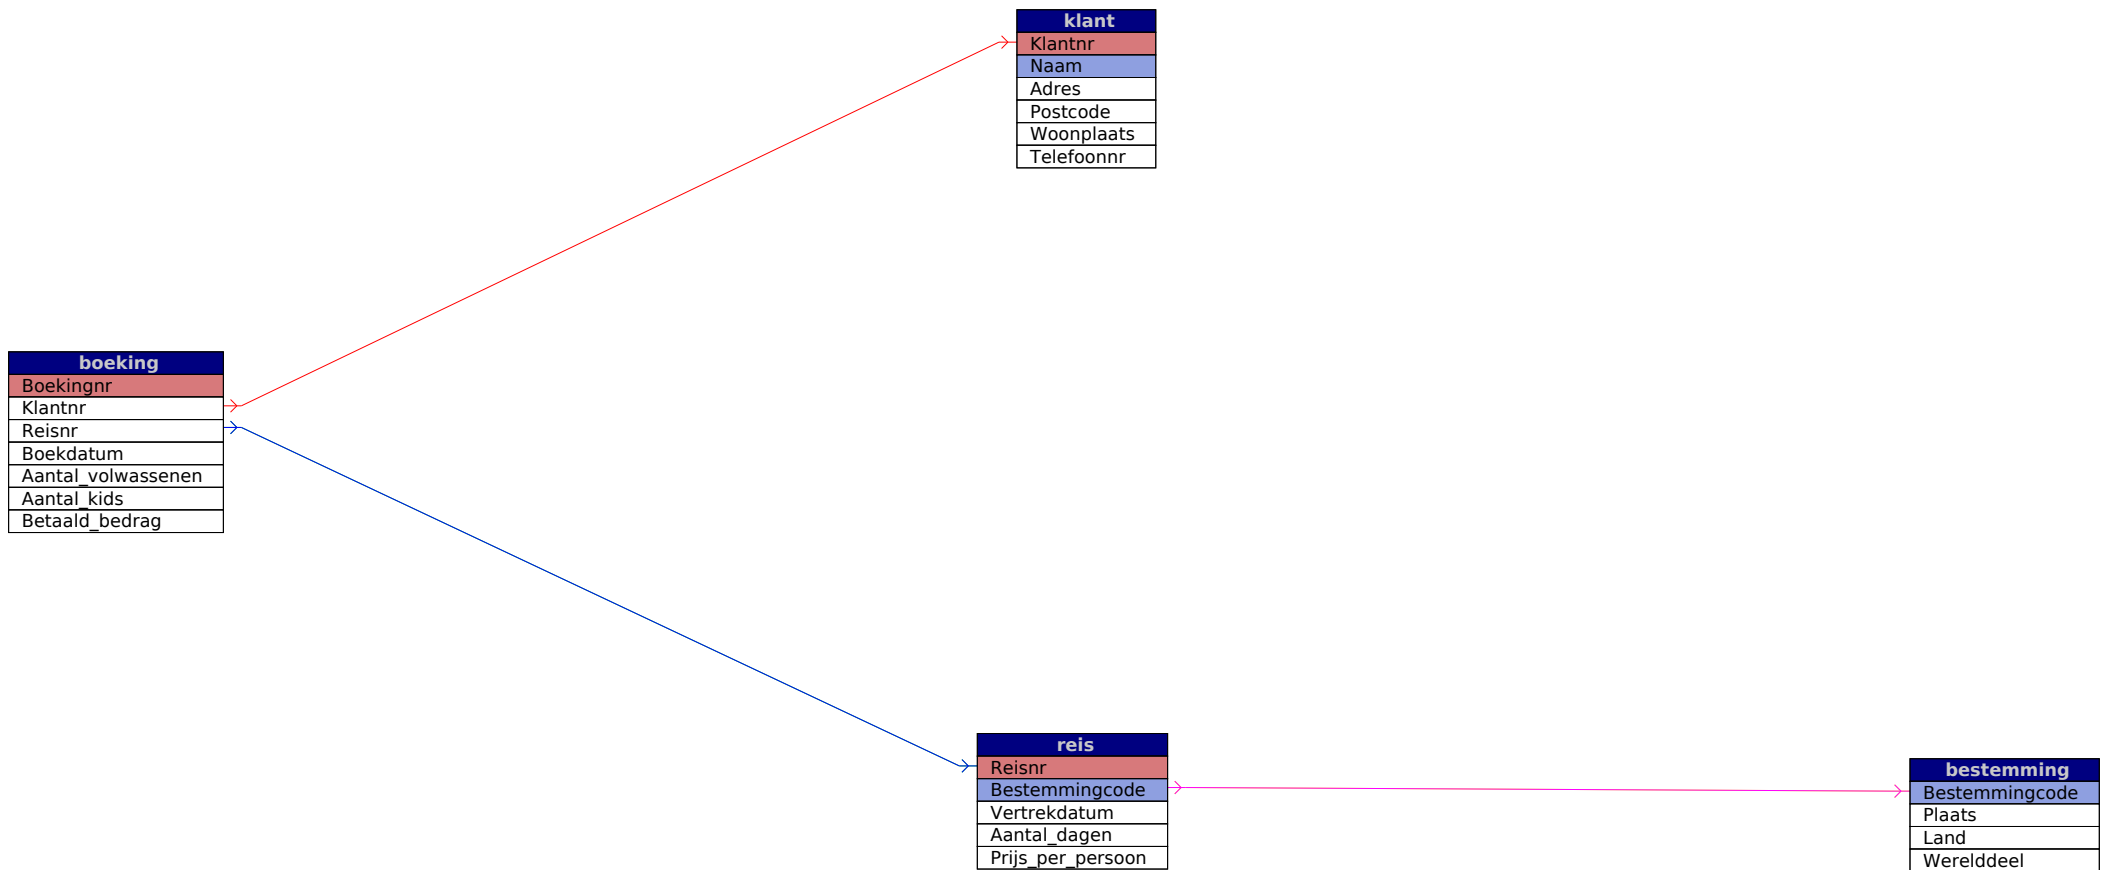 klant
Klantnr
Naam
Adres
Postcode
Woonplaats
Telefoonnr
boeking
Boekingnr
Klantnr
Reisnr
Boekdatum
Aantal_volwassenen
Aantal_kids
Betaald_bedrag
reis
Reisnr
Bestemmingcode
Vertrekdatum
Aantal_dagen
Prijs_per_persoon
bestemming
Bestemmingcode
Plaats
Land
Werelddeel